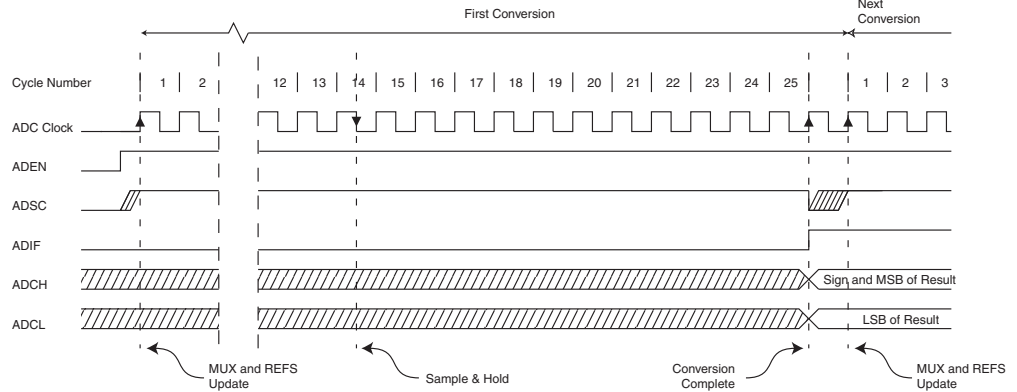 Next
Conversion
First Conversion
Cycle Number 1 2 12 13 14 15 16 17 18 19 20 21 22 23 24 25 1 2 3
ADC Clock
ADEN
ADSC
ADIF
ADCH Sign and MSB of Result
ADCL LSB of Result
MUX and REFS
Update
Sample & Hold
Conversion
Complete
MUX and REFS
Update